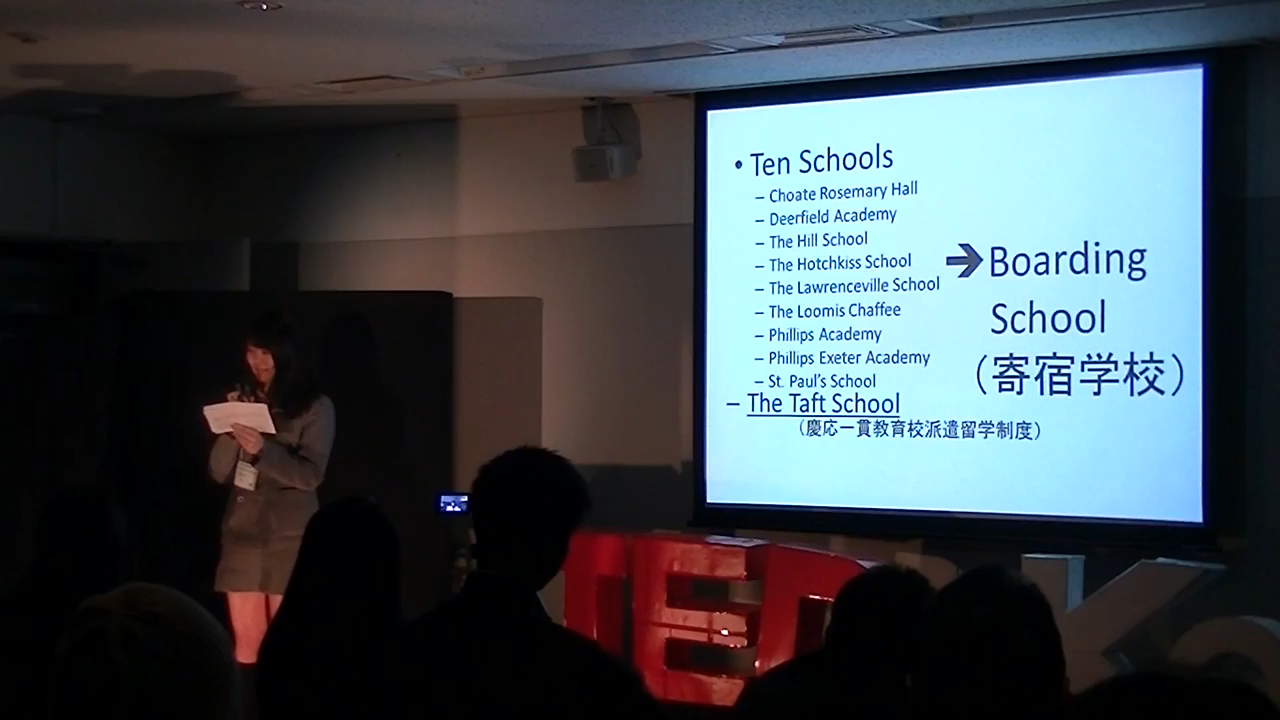 • Ten Schools
– Choate Rosemary Hall
– Deerfield Academy
– The Hill School
– The Hotchkiss School
– The Lawrenceville School
– The Loomis Chaffee
– Phillips Academy
– Phillips Exeter Academy
– St. Paul's School
– The Taft School
（慶応一貫教育校派遣留学制度）
➔Boarding
School
（寄宿学校）
TED
K